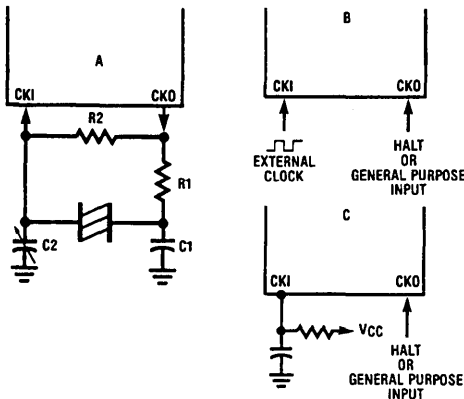 A
CKI
CKO
R2
R1
C2
C1
B
CKI
CKO
EXTERNAL
CLOCK
HALT
OR
GENERAL PURPOSE
INPUT
C
CKI
CKO
VCC
HALT
OR
GENERAL PURPOSE
INPUT